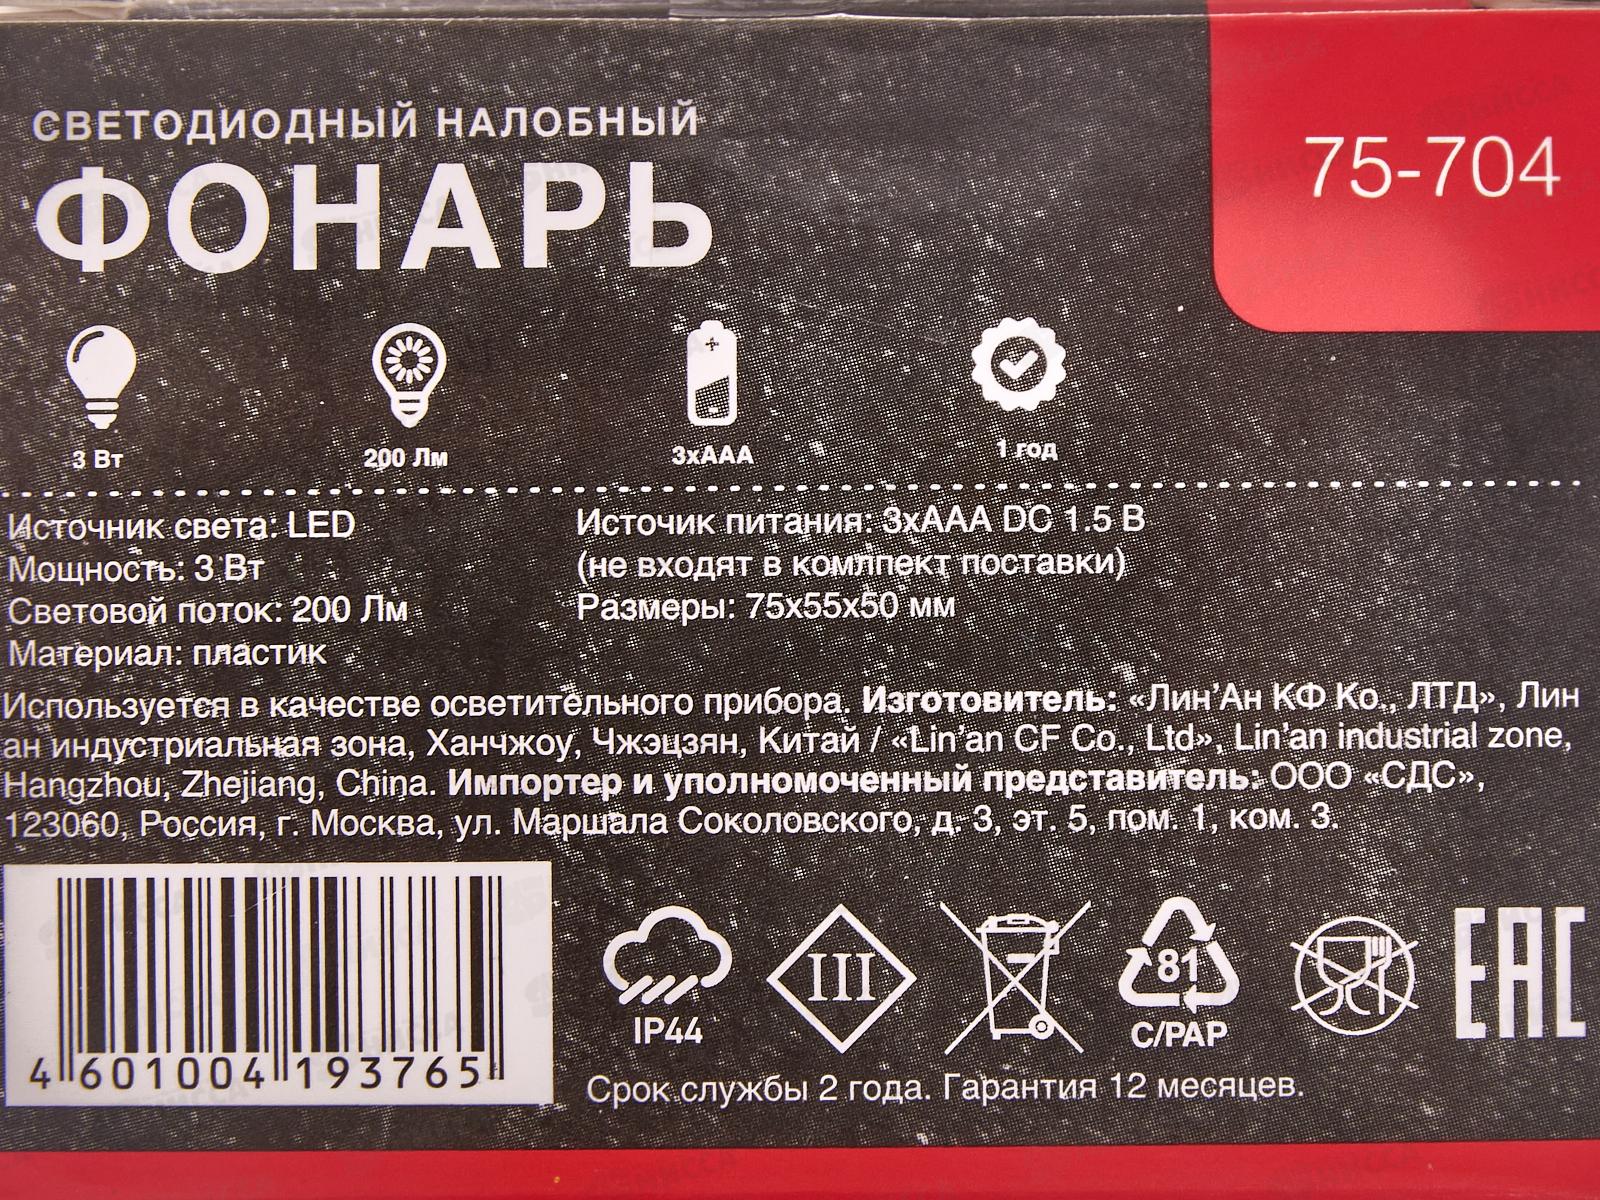 СВЕТОДИОДНЫЙ НАЛОБНЫЙ
ФОНАРЬ
75-704
3 Вт
200 Лм
3хААА
1 год
Источник света: LED
Мощность: 3 Вт
Световой поток: 200 Лм
Материал: пластик
Источик питания: 3хААА DC 1.5 В
(не входят в комлпект поставки)
Размеры: 75х55х50 мм
Используется в качестве осветительного прибора. Изготовитель: «Лин’Ан КФ Ко., ЛТД», Лин
ан индустриальная зона, Ханчжоу, Чжэцзян, Китай / «Lin’an CF Co., Ltd», Lin’an industrial zone,
Hangzhou, Zhejiang, China. Импортер и уполномоченный представитель: ООО «СДС»,
123060, Россия, г. Москва, ул. Маршала Соколовского, д. 3, эт. 5, пом. 1, ком. 3.
4 601004 193765
IP44
III
81
C/PAP
EAC
Срок службы 2 года. Гарантия 12 месяцев.